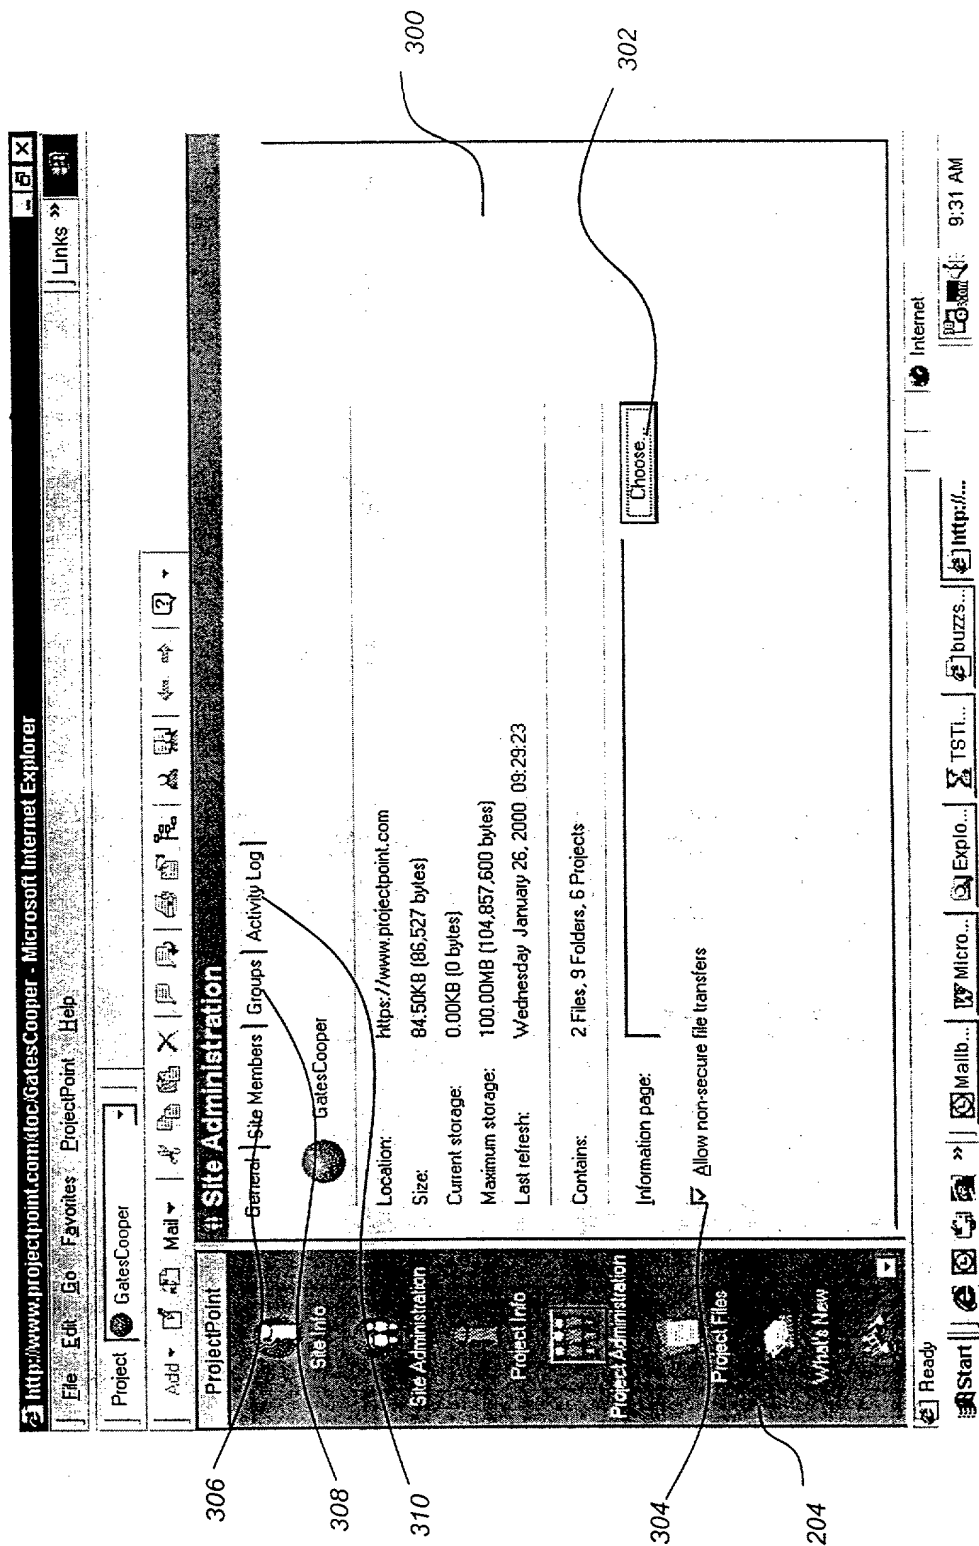 http://www.projectpoint.com/doc/GatesCooper - Microsoft Internet Explorer
File Edit Go Favorites ProjectPoint Help
Links »
Project GatesCooper
Add Mail
ProjectPoint
Site Info
Site Administration
Project Info
Project Administration
Project Files
What's New
Site Administration
General Site Members Groups Activity Log
GatesCooper
Location: https://www.projectpoint.com
Size: 84.50KB (86,527 bytes)
Current storage: 0.00KB (0 bytes)
Maximum storage: 100.00MB (104,857,600 bytes)
Last refresh: Wednesday January 26, 2000 09:29:23
Contains: 2 Files, 9 Folders, 6 Projects
Information page: Choose...
Allow non-secure file transfers
Ready Internet
Start » Mailb... Micro... Explo... TSTi... buzzs... http://... 9:31 AM
300
302
306
308
310
304
204